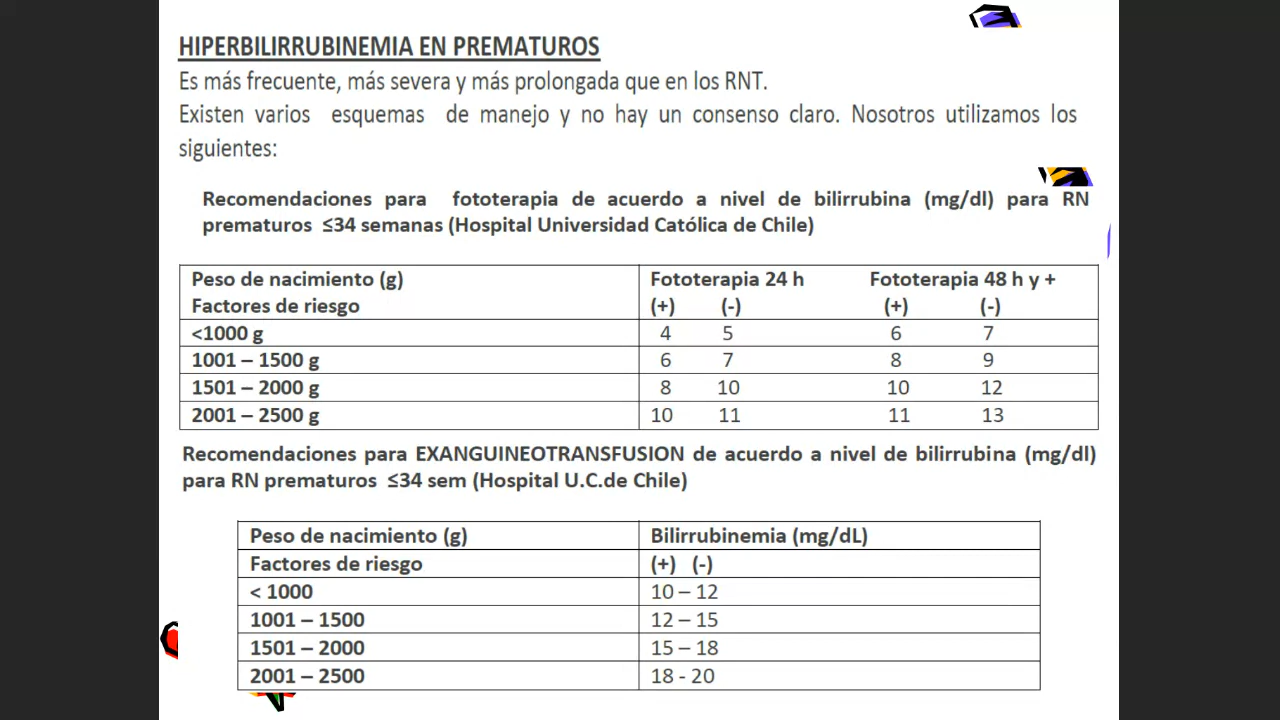 HIPERBILIRRUBINEMIA EN PREMATUROS
Es más frecuente, más severa y más prolongada que en los RNT.
Existen varios esquemas de manejo y no hay un consenso claro. Nosotros utilizamos los
siguientes:
Recomendaciones para fototerapia de acuerdo a nivel de bilirrubina (mg/dl) para RN
prematuros ≤34 semanas (Hospital Universidad Católica de Chile)
Peso de nacimiento (g) Fototerapia 24 h Fototerapia 48 h y +
Factores de riesgo (+) (-) (+) (-)
<1000 g 4 5 6 7
1001 – 1500 g 6 7 8 9
1501 – 2000 g 8 10 10 12
2001 – 2500 g 10 11 11 13
Recomendaciones para EXANGUINEOTRANSFUSION de acuerdo a nivel de bilirrubina (mg/dl)
para RN prematuros ≤34 sem (Hospital U.C.de Chile)
Peso de nacimiento (g) Bilirrubinemia (mg/dL)
Factores de riesgo (+) (-)
< 1000 10 – 12
1001 – 1500 12 – 15
1501 – 2000 15 – 18
2001 – 2500 18 - 20